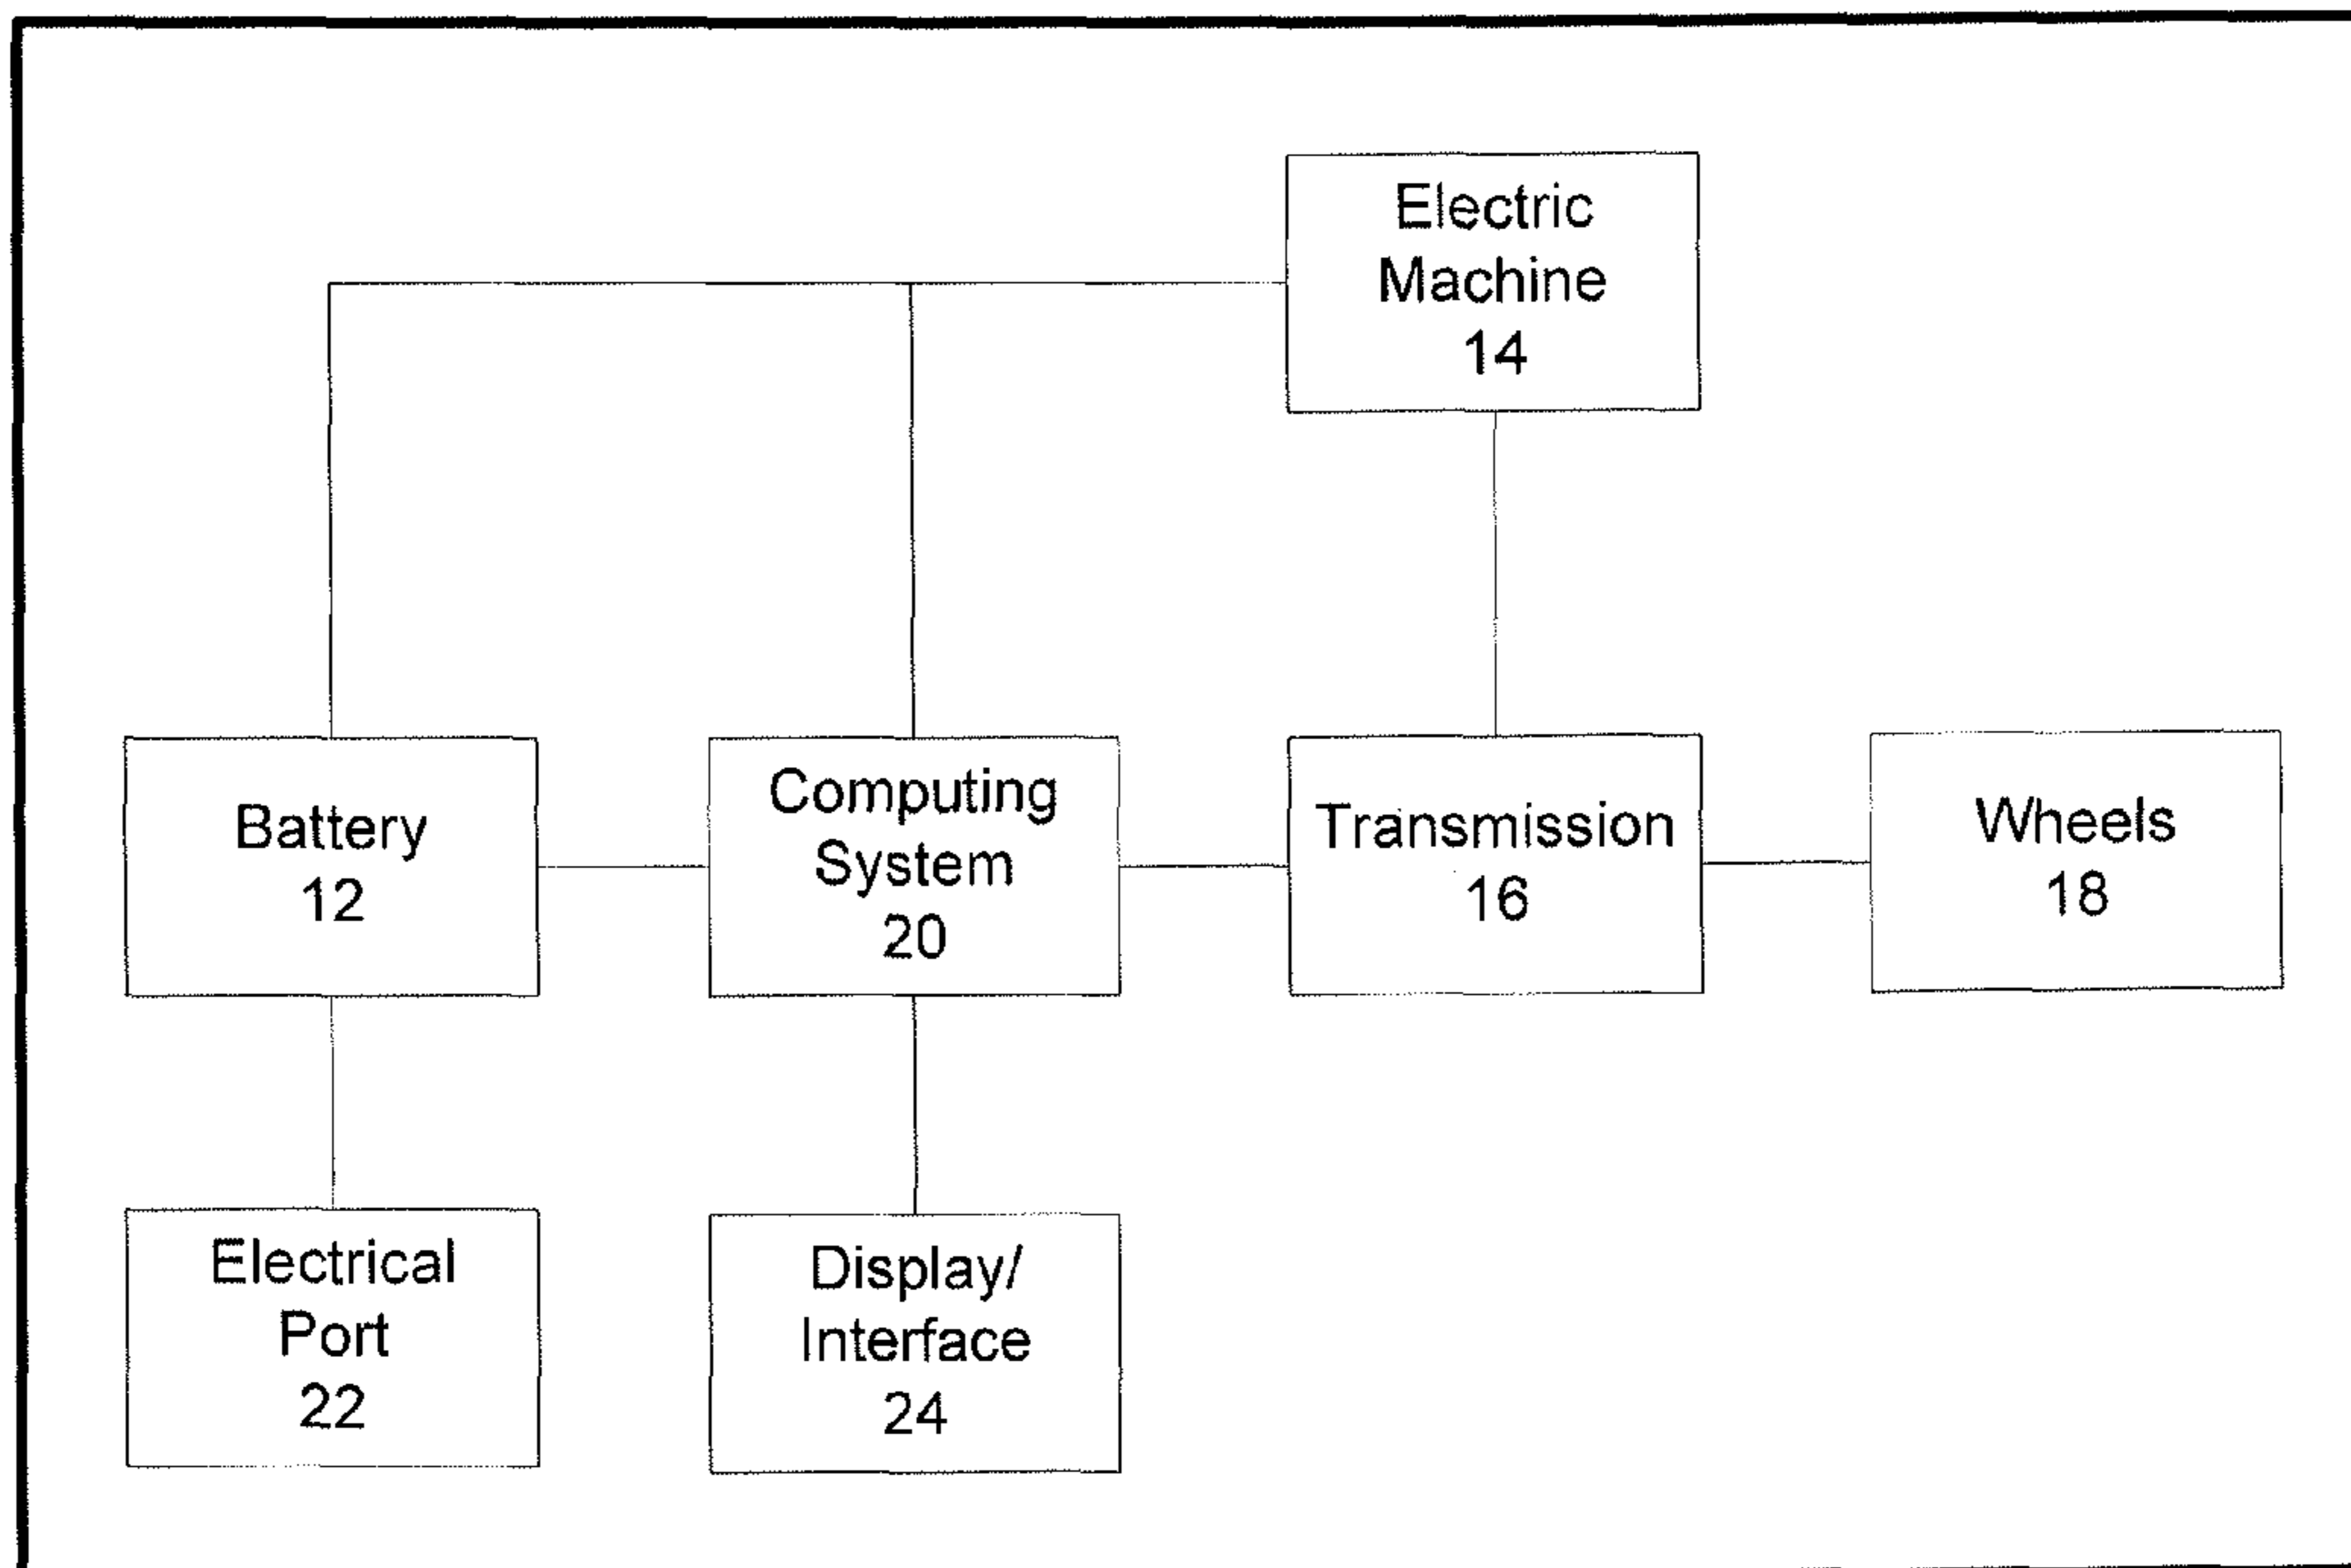 Electric
Machine
14
Battery
12
Computing
System
20
Transmission
16
Wheels
18
Electrical
Port
22
Display/
Interface
24